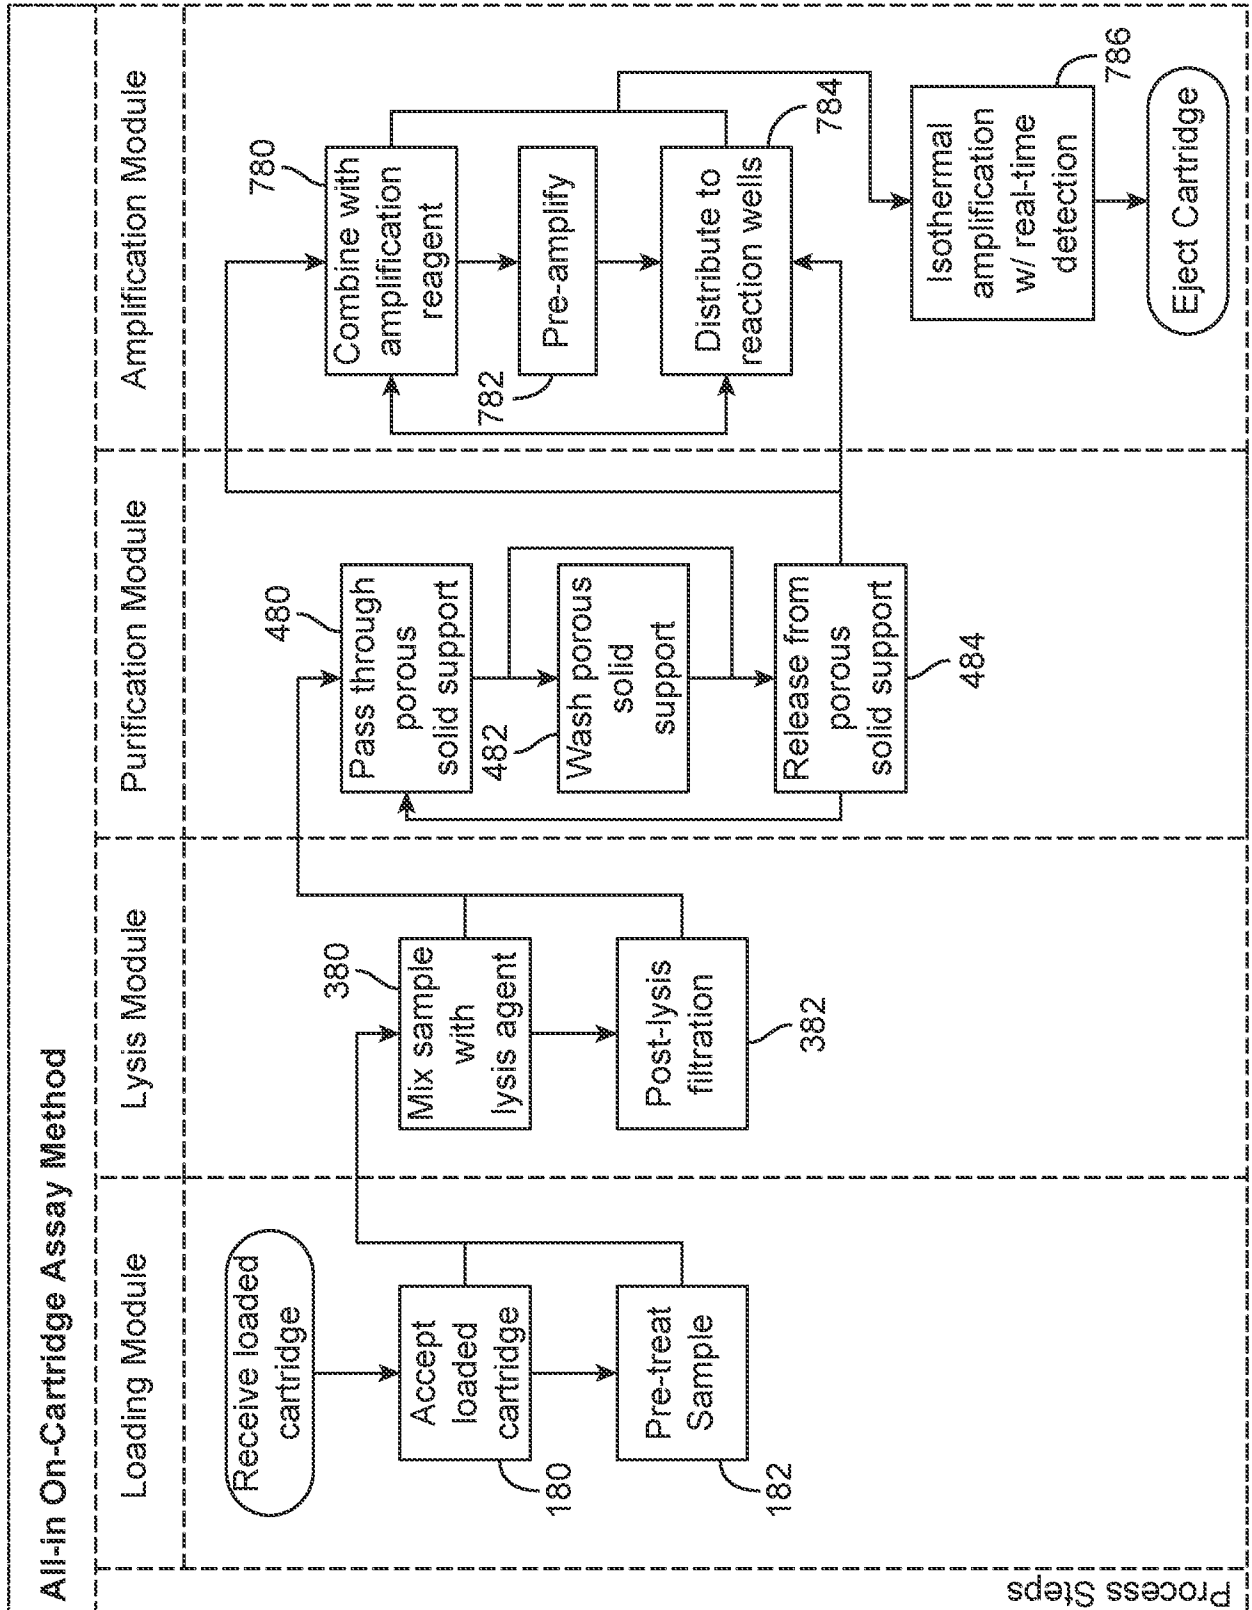 All-in On-Cartridge Assay Method
Loading Module
Lysis Module
Purification Module
Amplification Module
Process Steps
Receive loaded
cartridge
Accept
loaded
cartridge
180
Pre-treat
Sample
182
380
Mix sample
with
lysis agent
Post-lysis
filtration
382
480
Pass through
porous
solid support
482
Wash porous
solid
support
Release from
porous
solid support
484
780
Combine with
amplification
reagent
782
Pre-amplify
Distribute to
reaction wells
784
Isothermal
amplification
w/ real-time
detection
786
Eject Cartridge